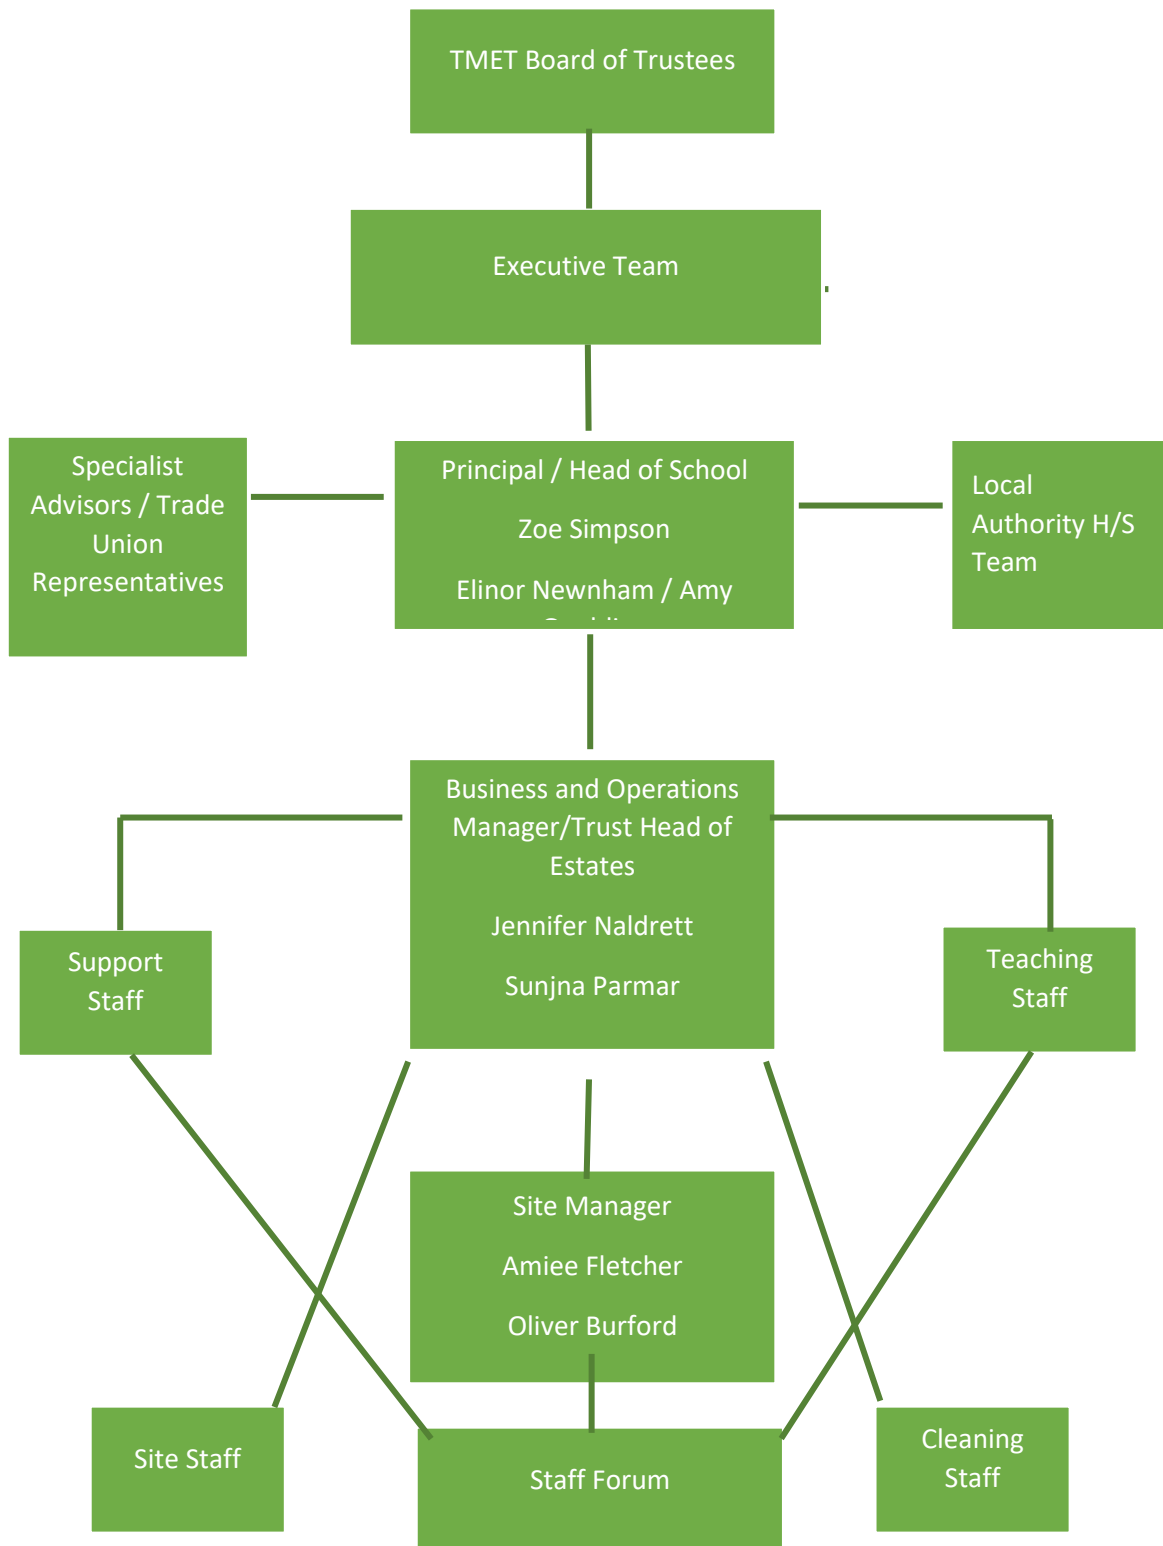 TMET Board of Trustees
Executive Team
Specialist
Advisors / Trade
Union
Representatives
Principal / Head of School
Zoe Simpson
Elinor Newnham / Amy
Local
Authority H/S
Team
Business and Operations
Manager/Trust Head of
Estates
Jennifer Naldrett
Sunjna Parmar
Support
Staff
Teaching
Staff
Site Manager
Amiee Fletcher
Oliver Burford
Site Staff
Staff Forum
Cleaning
Staff